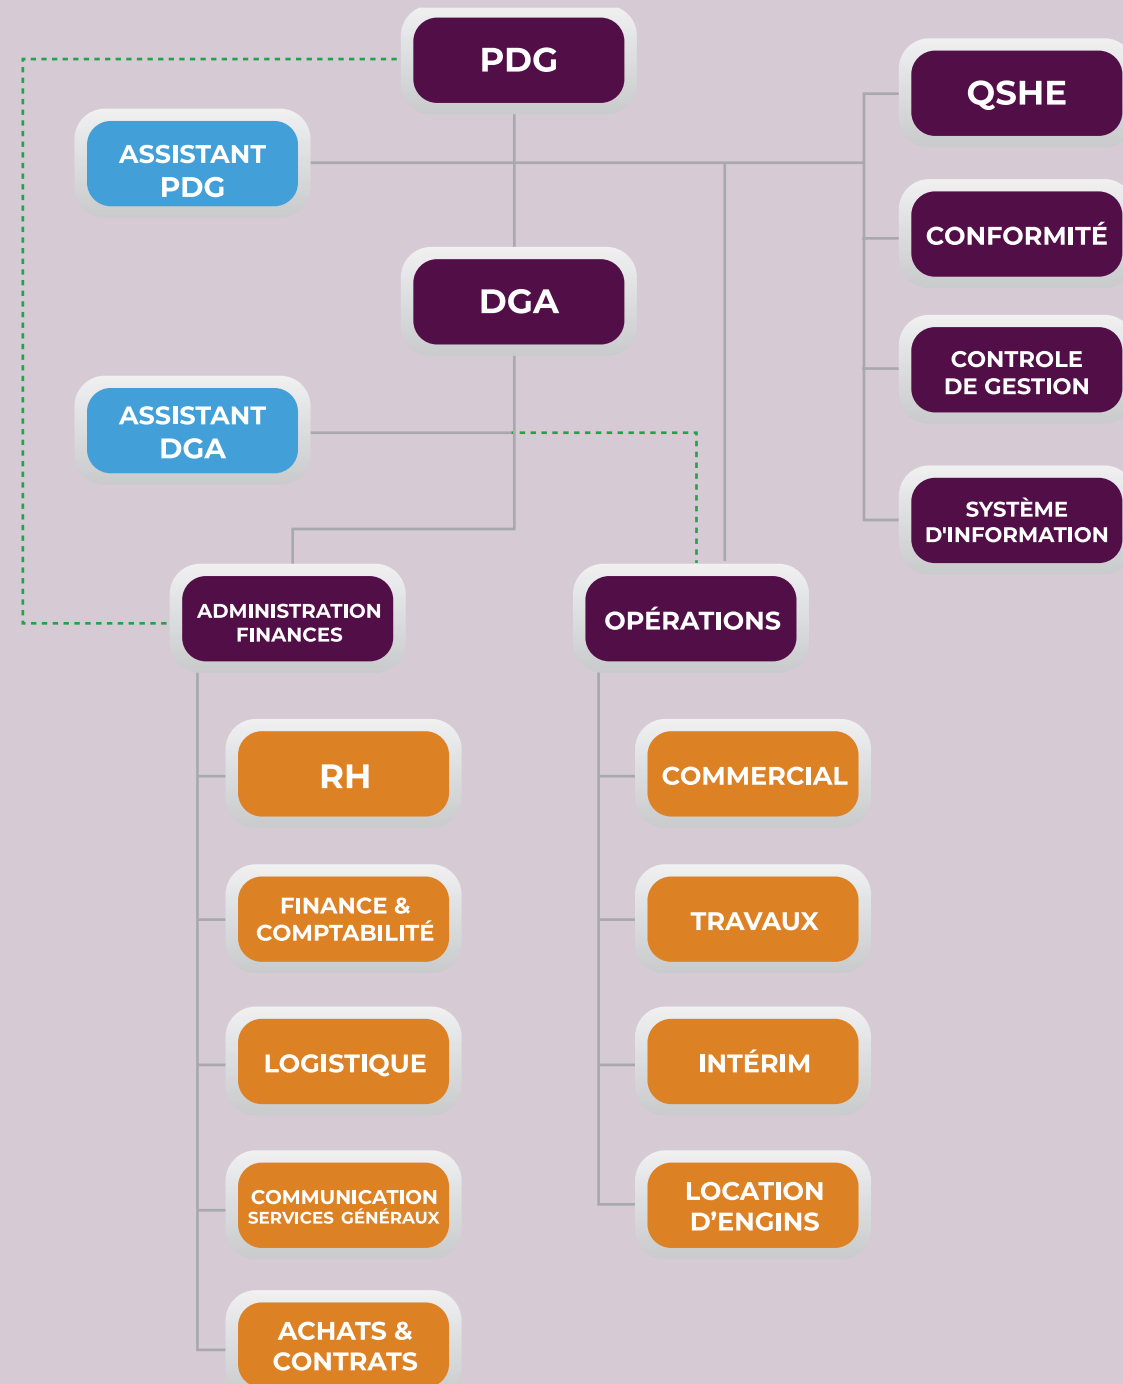 PDG
QSHE
ASSISTANT
PDG
CONFORMITÉ
DGA
CONTROLE
DE GESTION
ASSISTANT
DGA
SYSTÈME
D'INFORMATION
ADMINISTRATION
FINANCES
OPÉRATIONS
RH
COMMERCIAL
FINANCE &
COMPTABILITÉ
TRAVAUX
LOGISTIQUE
INTÉRIM
COMMUNICATION
SERVICES GÉNÉRAUX
LOCATION
D’ENGINS
ACHATS &
CONTRATS